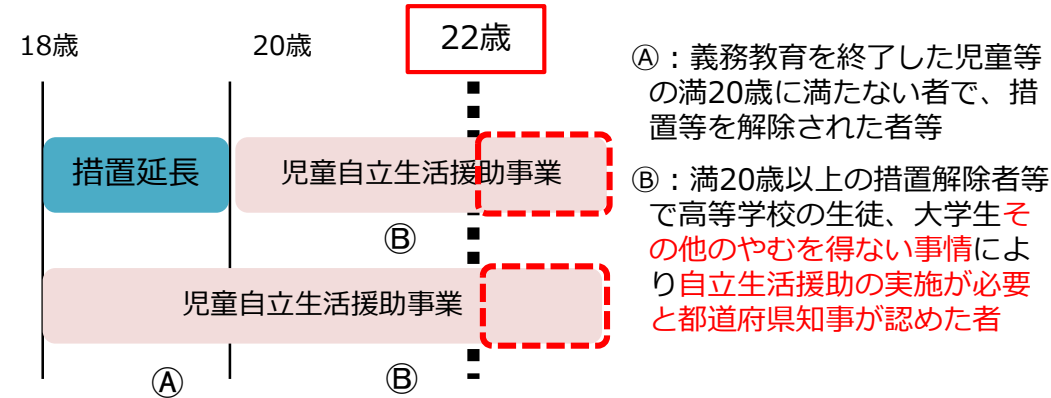 18歳
20歳
22歳
措置延長
児童自立生活援助事業
Ⓑ
児童自立生活援助事業
Ⓐ
Ⓑ
Ⓐ：義務教育を終了した児童等
の満20歳に満たない者で、措
置等を解除された者等
Ⓑ：満20歳以上の措置解除者等
で高等学校の生徒、大学生そ
の他のやむを得ない事情によ
り自立生活援助の実施が必要
と都道府県知事が認めた者